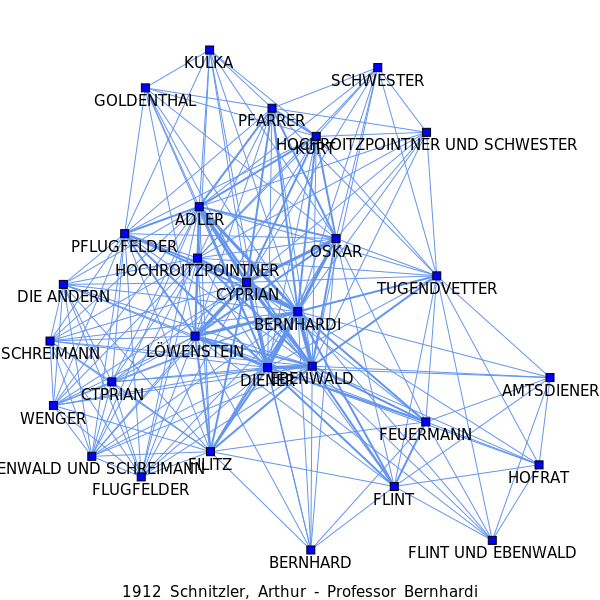 KULKA
SCHWESTER
GOLDENTHAL
PFARRER
HOCHROITZPOINTNER UND SCHWESTER
KURT
ADLER
PFLUGFELDER
OSKAR
HOCHROITZPOINTNER
TUGENDVETTER
DIE ANDERN
CYPRIAN
BERNHARDI
SCHREIMANN
LÖWENSTEIN
DIENER
EBENWALD
AMTSDIENER
CTPRIAN
WENGER
FEUERMANN
ENWALD UND SCHREIMANN
FILITZ
HOFRAT
FLUGFELDER
FLINT
FLINT UND EBENWALD
BERNHARD
1912 Schnitzler, Arthur - Professor Bernhardi